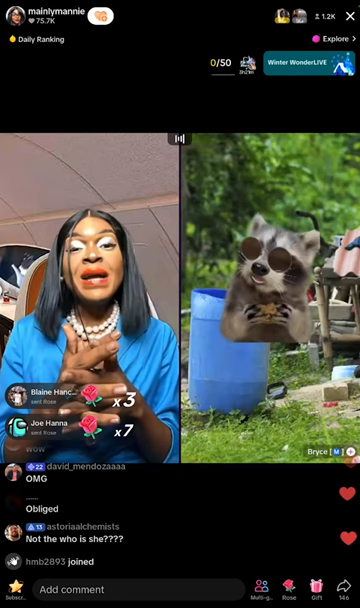 mainlymannie
75.7K
1.2K
Daily Ranking
Explore >
0/50
Winter WonderLIVE
Blaine Hanc...
sent Rose
x3
Joe Hanna
sent Rose
x7
wow
Bryce [M]
22 david_mendozaaaa
OMG
......
Obliged
13 astoriaalchemists
Not the who is she????
hmb2893 joined
Add comment
Subscr...
Multi-g...
Rose
Gift
146